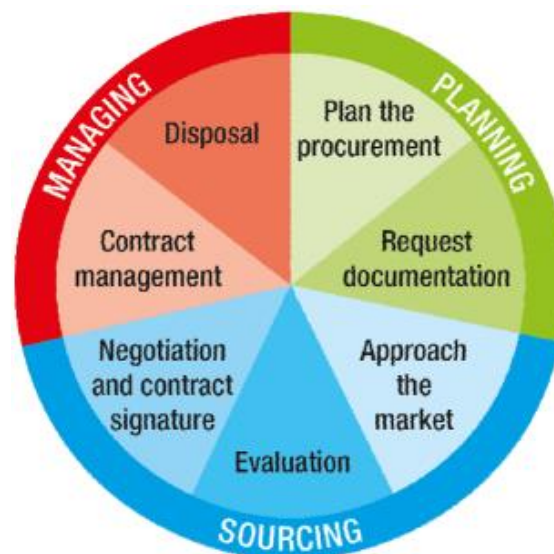 PLANNING
Plan the
procurement
Request
documentation
SOURCING
Approach
the
market
Evaluation
Negotiation
and contract
signature
MANAGING
Contract
management
Disposal